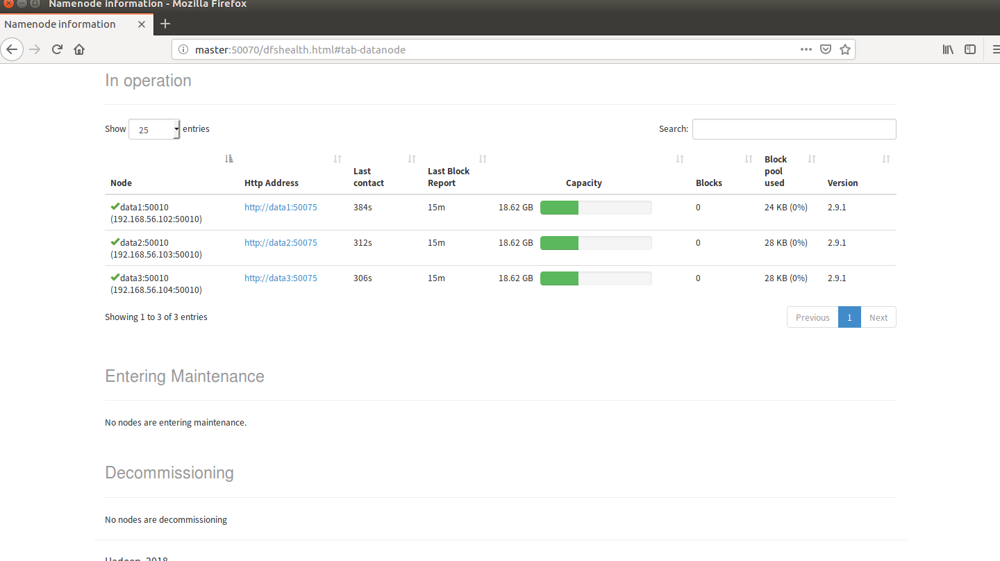 Namenode information - Mozilla Firefox
Namenode information
master:50070/dfshealth.html#tab-datanode
In operation
Show 25 entries Search:
Node Http Address Last contact Last Block Report Capacity Blocks Block pool used Version
data1:50010 http://data1:50075 384s 15m 18.62 GB 0 24 KB (0%) 2.9.1
(192.168.56.102:50010)
data2:50010 http://data2:50075 312s 15m 18.62 GB 0 28 KB (0%) 2.9.1
(192.168.56.103:50010)
data3:50010 http://data3:50075 306s 15m 18.62 GB 0 28 KB (0%) 2.9.1
(192.168.56.104:50010)
Showing 1 to 3 of 3 entries Previous 1 Next
Entering Maintenance
No nodes are entering maintenance.
Decommissioning
No nodes are decommissioning
Hadoop, 2018.